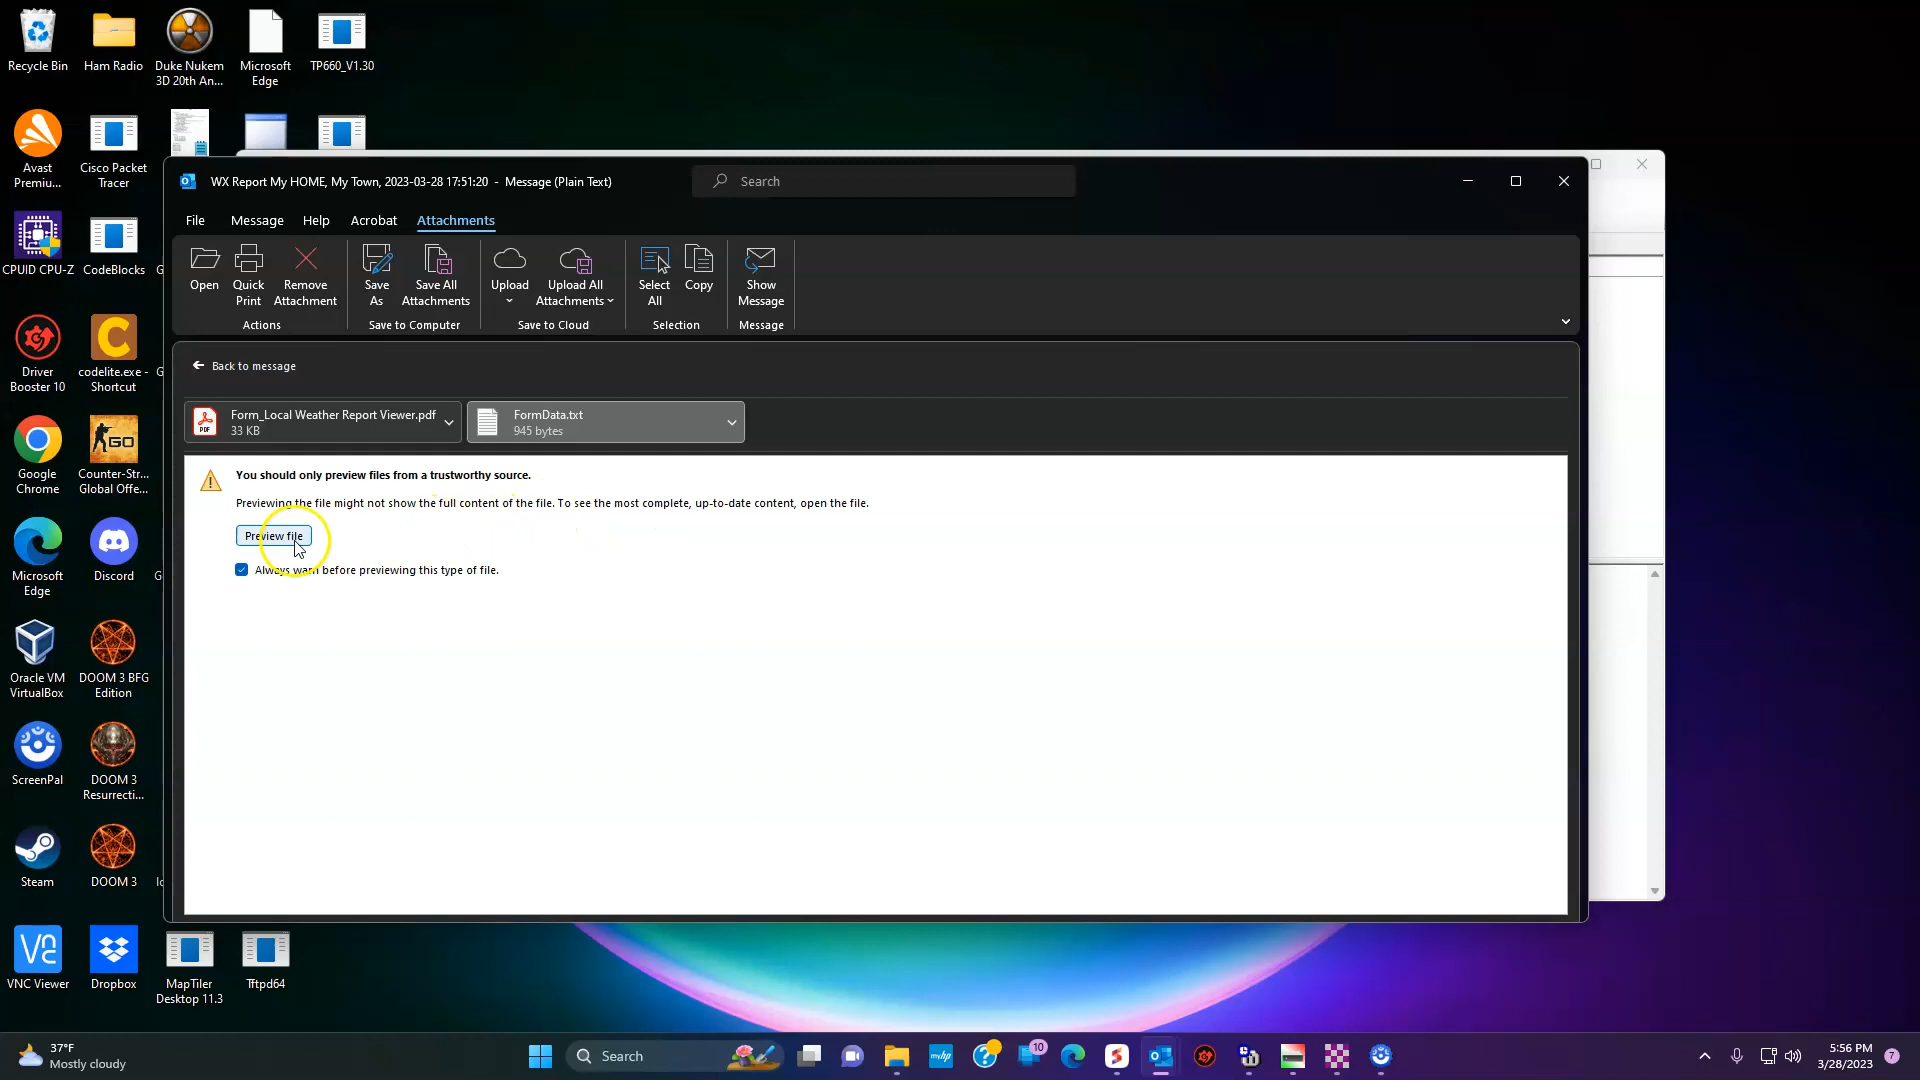 Recycle Bin
Ham Radio
Duke Nukem
3D 20th An...
Microsoft
Edge
TP660_V1.30
Avast
Premiu...
Cisco Packet
Tracer
WX Report My HOME, My Town, 2023-03-28 17:51:20 - Message (Plain Text)
Search
File
Message
Help
Acrobat
Attachments
Open
Quick
Print
Remove
Attachment
Actions
Save
As
Save All
Attachments
Save to Computer
Upload
Upload All
Attachments
Save to Cloud
Select
All
Copy
Selection
Show
Message
Message
CPUID CPU-Z
CodeBlocks
G
Back to message
Driver
Booster 10
codelite.exe -
Shortcut
G
PDF
Form_Local Weather Report Viewer.pdf
33 KB
FormData.txt
945 bytes
You should only preview files from a trustworthy source.
Previewing the file might not show the full content of the file. To see the most complete, up-to-date content, open the file.
Preview file
Always warn before previewing this type of file.
Google
Chrome
GO
Counter-Str...
Global Offe...
Microsoft
Edge
Discord
G
Oracle VM
VirtualBox
DOOM 3 BFG
Edition
ScreenPal
DOOM 3
Resurrecti...
Steam
DOOM 3
VNC Viewer
Dropbox
MapTiler
Desktop 11.3
Tftpd64
37°F
Mostly cloudy
Search
myhp
10
5:56 PM
3/28/2023
7